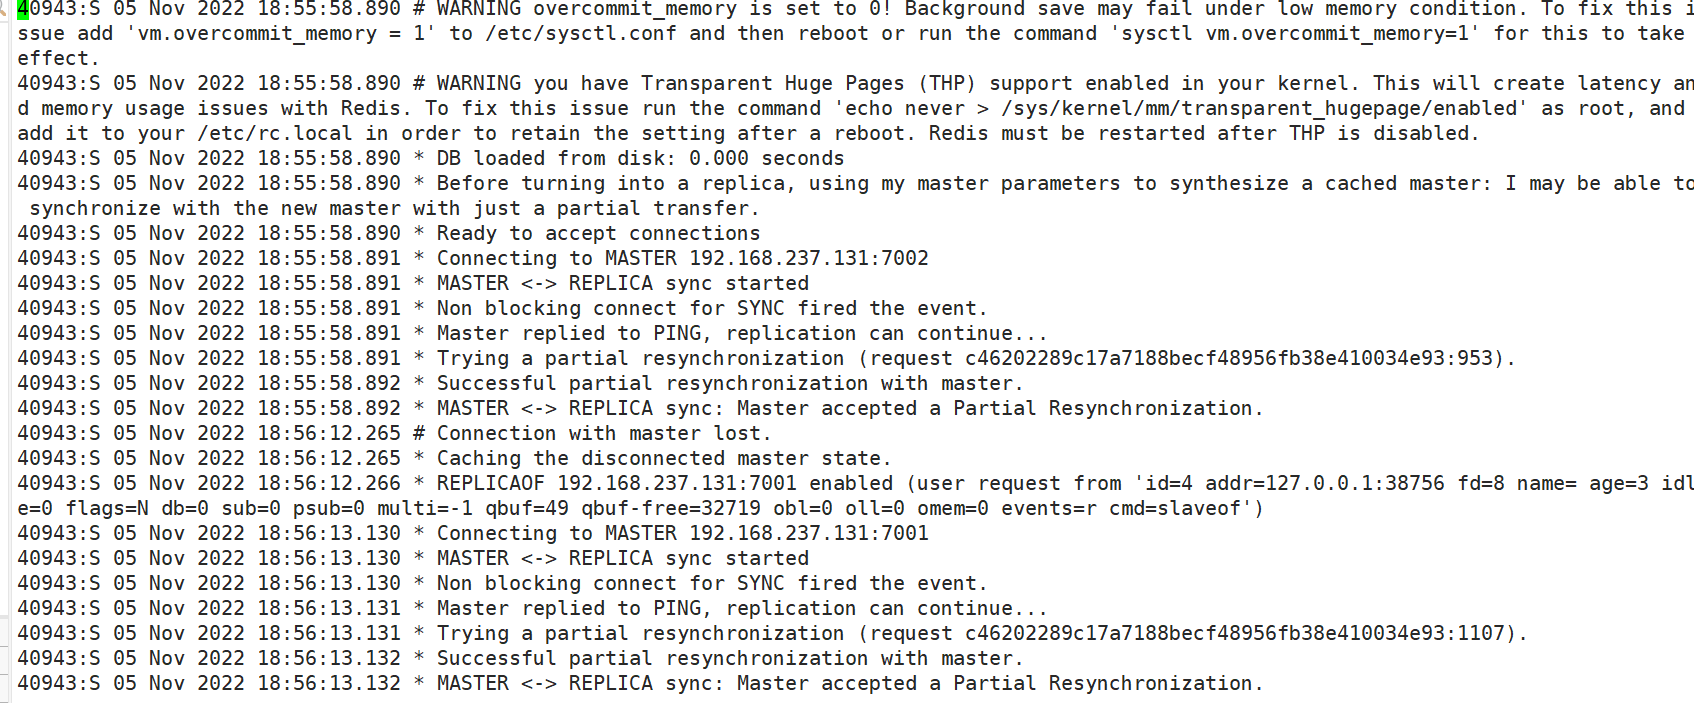 40943:S 05 Nov 2022 18:55:58.890 # WARNING overcommit_memory is set to 0! Background save may fail under low memory condition. To fix this i
ssue add 'vm.overcommit_memory = 1' to /etc/sysctl.conf and then reboot or run the command 'sysctl vm.overcommit_memory=1' for this to take
effect.
40943:S 05 Nov 2022 18:55:58.890 # WARNING you have Transparent Huge Pages (THP) support enabled in your kernel. This will create latency an
d memory usage issues with Redis. To fix this issue run the command 'echo never > /sys/kernel/mm/transparent_hugepage/enabled' as root, and
add it to your /etc/rc.local in order to retain the setting after a reboot. Redis must be restarted after THP is disabled.
40943:S 05 Nov 2022 18:55:58.890 * DB loaded from disk: 0.000 seconds
40943:S 05 Nov 2022 18:55:58.890 * Before turning into a replica, using my master parameters to synthesize a cached master: I may be able to
 synchronize with the new master with just a partial transfer.
40943:S 05 Nov 2022 18:55:58.890 * Ready to accept connections
40943:S 05 Nov 2022 18:55:58.891 * Connecting to MASTER 192.168.237.131:7002
40943:S 05 Nov 2022 18:55:58.891 * MASTER <-> REPLICA sync started
40943:S 05 Nov 2022 18:55:58.891 * Non blocking connect for SYNC fired the event.
40943:S 05 Nov 2022 18:55:58.891 * Master replied to PING, replication can continue...
40943:S 05 Nov 2022 18:55:58.891 * Trying a partial resynchronization (request c46202289c17a7188becf48956fb38e410034e93:953).
40943:S 05 Nov 2022 18:55:58.892 * Successful partial resynchronization with master.
40943:S 05 Nov 2022 18:55:58.892 * MASTER <-> REPLICA sync: Master accepted a Partial Resynchronization.
40943:S 05 Nov 2022 18:56:12.265 # Connection with master lost.
40943:S 05 Nov 2022 18:56:12.265 * Caching the disconnected master state.
40943:S 05 Nov 2022 18:56:12.266 * REPLICAOF 192.168.237.131:7001 enabled (user request from 'id=4 addr=127.0.0.1:38756 fd=8 name= age=3 idl
e=0 flags=N db=0 sub=0 psub=0 multi=-1 qbuf=49 qbuf-free=32719 obl=0 oll=0 omem=0 events=r cmd=slaveof')
40943:S 05 Nov 2022 18:56:13.130 * Connecting to MASTER 192.168.237.131:7001
40943:S 05 Nov 2022 18:56:13.130 * MASTER <-> REPLICA sync started
40943:S 05 Nov 2022 18:56:13.130 * Non blocking connect for SYNC fired the event.
40943:S 05 Nov 2022 18:56:13.131 * Master replied to PING, replication can continue...
40943:S 05 Nov 2022 18:56:13.131 * Trying a partial resynchronization (request c46202289c17a7188becf48956fb38e410034e93:1107).
40943:S 05 Nov 2022 18:56:13.132 * Successful partial resynchronization with master.
40943:S 05 Nov 2022 18:56:13.132 * MASTER <-> REPLICA sync: Master accepted a Partial Resynchronization.